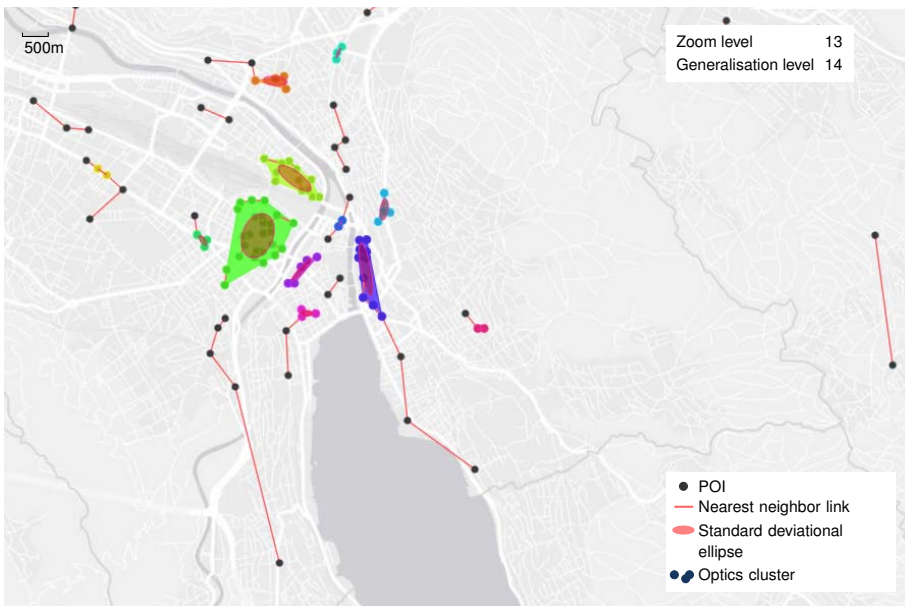 500m
Zoom level 13
Generalisation level 14
POI
Nearest neighbor link
Standard deviational
ellipse
Optics cluster